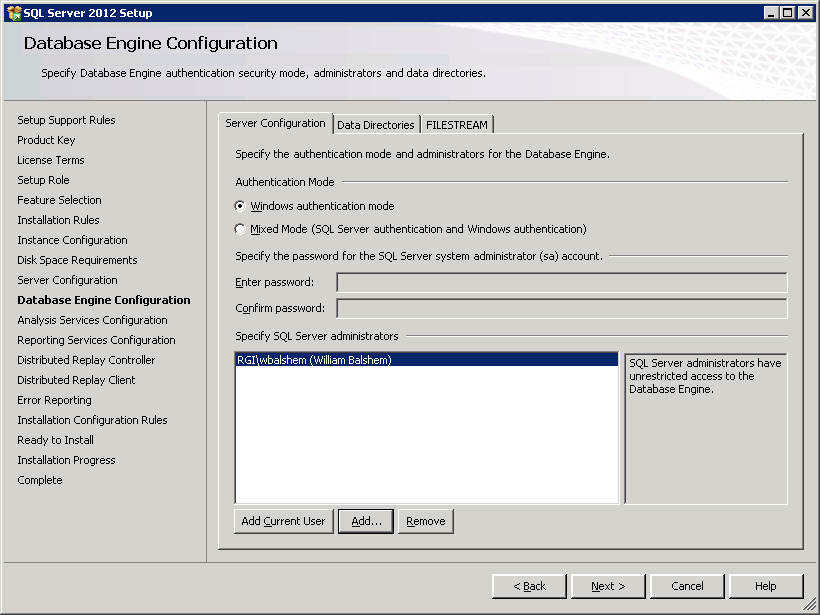 SQL Server 2012 Setup
Database Engine Configuration
Specify Database Engine authentication security mode, administrators and data directories.
Setup Support Rules
Product Key
License Terms
Setup Role
Feature Selection
Installation Rules
Instance Configuration
Disk Space Requirements
Server Configuration
Database Engine Configuration
Analysis Services Configuration
Reporting Services Configuration
Distributed Replay Controller
Distributed Replay Client
Error Reporting
Installation Configuration Rules
Ready to Install
Installation Progress
Complete
Server Configuration Data Directories FILESTREAM
Specify the authentication mode and administrators for the Database Engine.
Authentication Mode
Windows authentication mode
Mixed Mode (SQL Server authentication and Windows authentication)
Specify the password for the SQL Server system administrator (sa) account.
Enter password:
Confirm password:
Specify SQL Server administrators
RGI\wbalshem (William Balshem)
SQL Server administrators have
unrestricted access to the
Database Engine.
Add Current User Add... Remove
< Back Next > Cancel Help